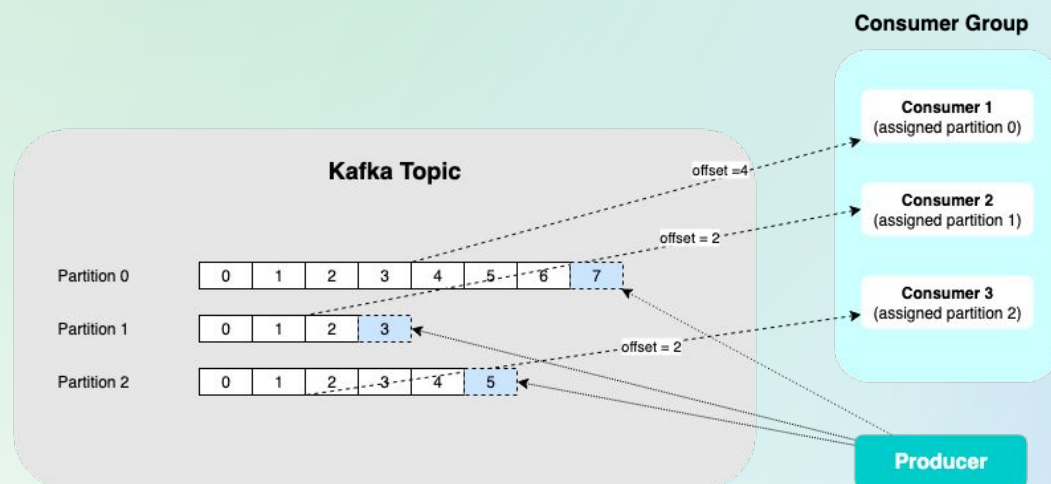 Consumer Group
Consumer 1
(assigned partition 0)
Kafka Topic
offset =4
Consumer 2
(assigned partition 1)
offset = 2
Partition 0 0 1 2 3 4 5 6 7
Consumer 3
(assigned partition 2)
Partition 1 0 1 2 3
offset = 2
Partition 2 0 1 2 3 4 5
Producer